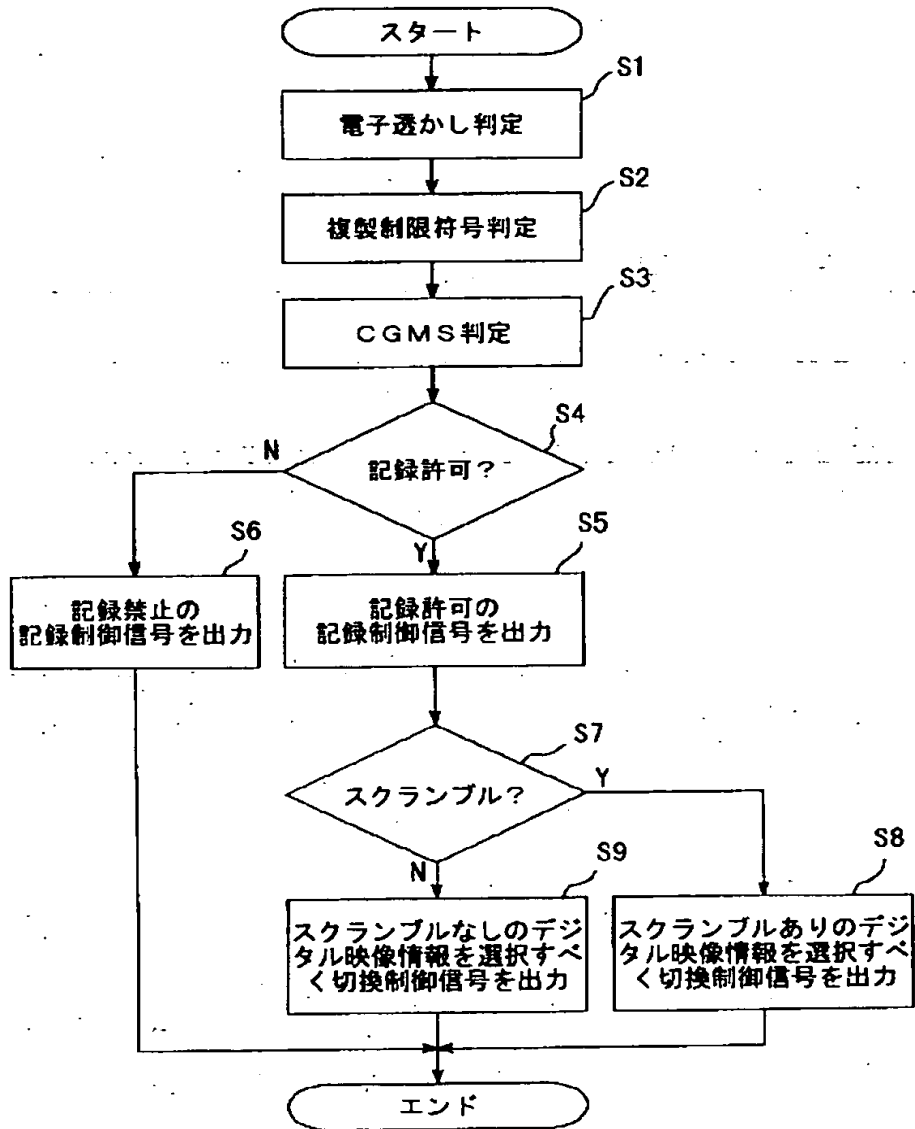 スタート
S1
電子透かし判定
S2
複製制限符号判定
S3
CGMS判定
S4
N
記録許可?
S6
Y
S5
記録禁止の
記録制御信号を出力
記録許可の
記録制御信号を出力
S7
スクランブル?
Y
N
S9
S8
スクランブルなしのデジ
タル映像情報を選択すべ
く切換制御信号を出力
スクランブルありのデジ
タル映像情報を選択すべ
く切換制御信号を出力
エンド